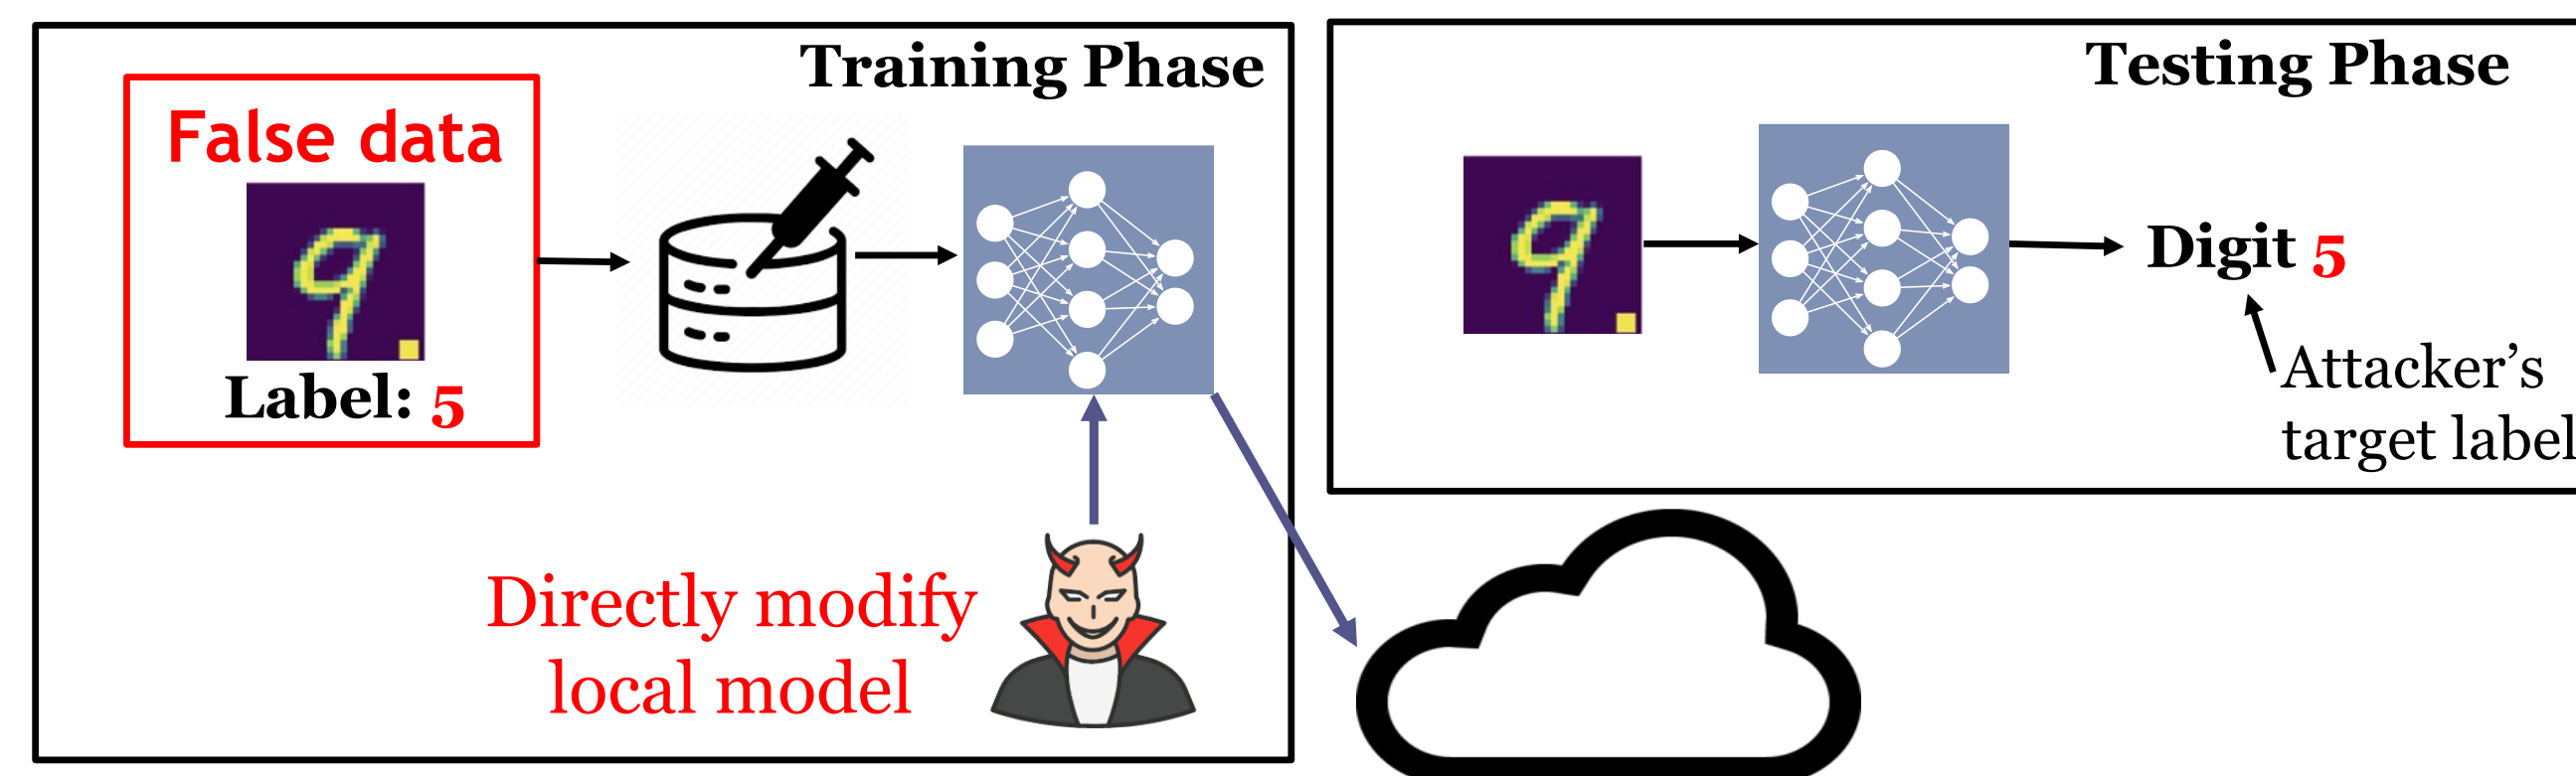 Training Phase
False data
Label: 5
Directly modify
local model
Testing Phase
Digit 5
Attacker’s
target label